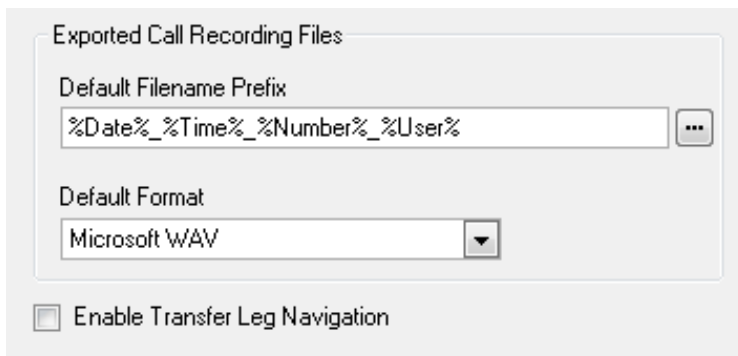 Exported Call Recording Files
Default Filename Prefix
%Date%_%Time%_%Number%_%User%
...
Default Format
Microsoft WAV
Enable Transfer Leg Navigation